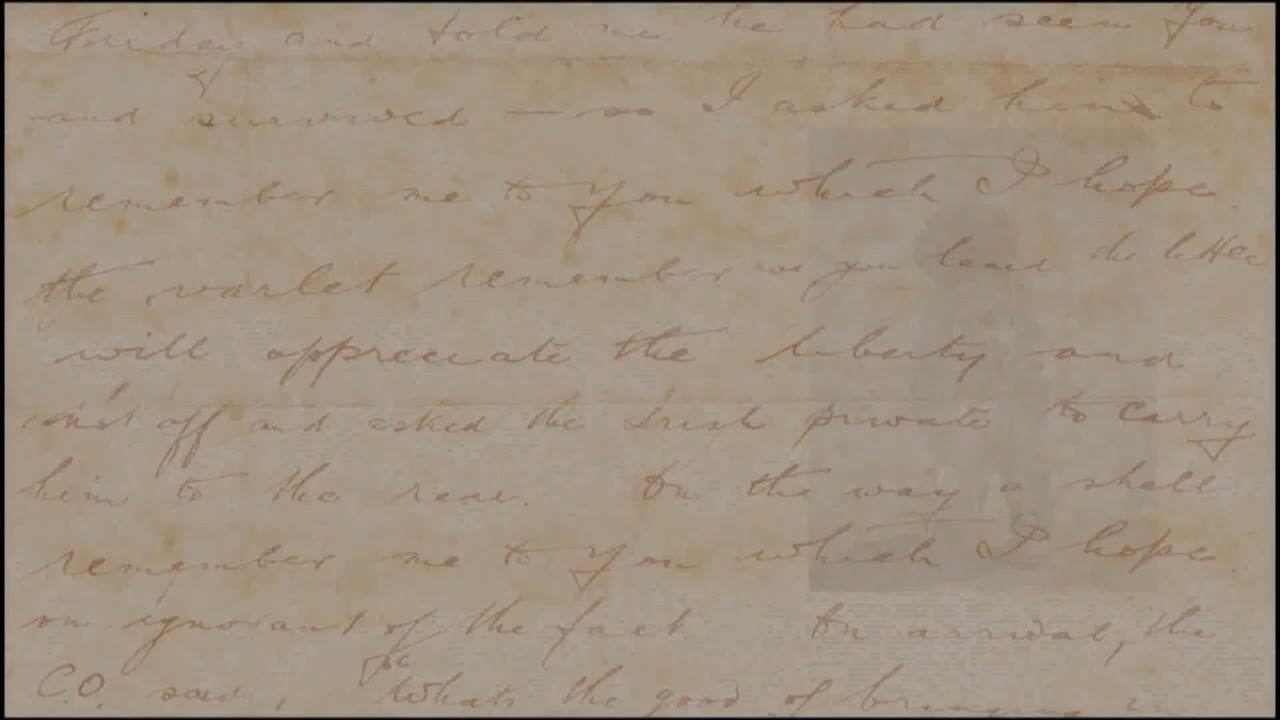 Friday and told me he had seen you
and survived — so I asked him to
remember me to you which I hope
the varlet remember we you the letter
will appreciate the liberty and
off and asked the Irish private to carry
him to the rear. On the way a shell
remember me to you which I hope
on ignorant of the fact. On arrival, the
C.O. said, "Whats the good of bringing in